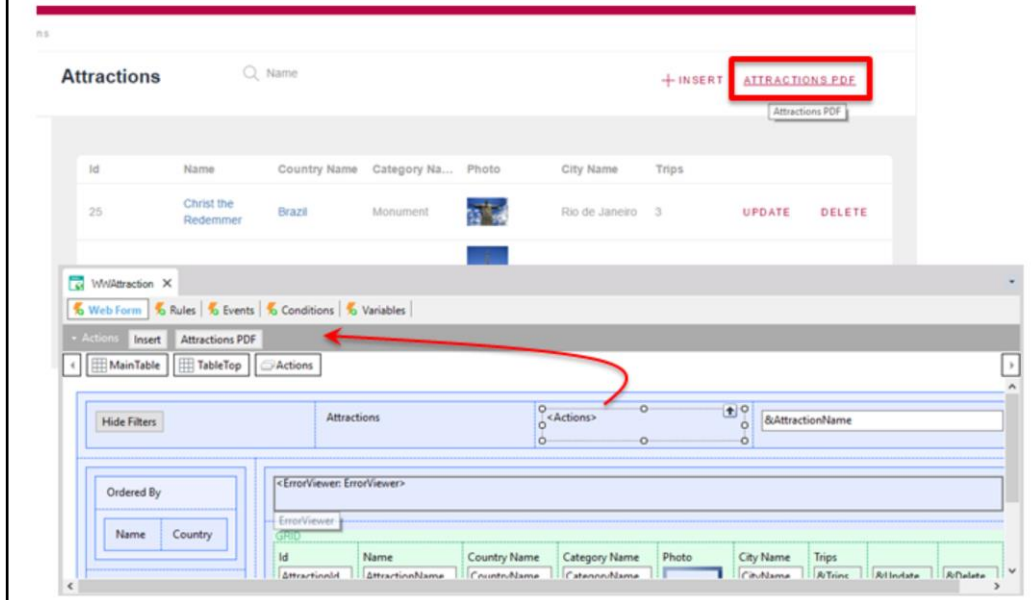 ns
Attractions Name INSERT ATTRACTIONS PDF
Attractions PDF
Id Name Country Name Category Na... Photo City Name Trips
25 Christ the Redemmer Brazil Monument Rio de Janeiro 3 UPDATE DELETE
WWAttraction
Web Form Rules Events Conditions Variables
Actions Insert Attractions PDF
MainTable TableTop Actions
Hide Filters Attractions <Actions> &AttractionName
Ordered By <ErrorViewer: ErrorViewer>
ErrorViewer
Name Country GRID
Id Name Country Name Category Name Photo City Name Trips
AttractionId AttractionName CountryName CategoryName CityName &Trips &Update &Delete